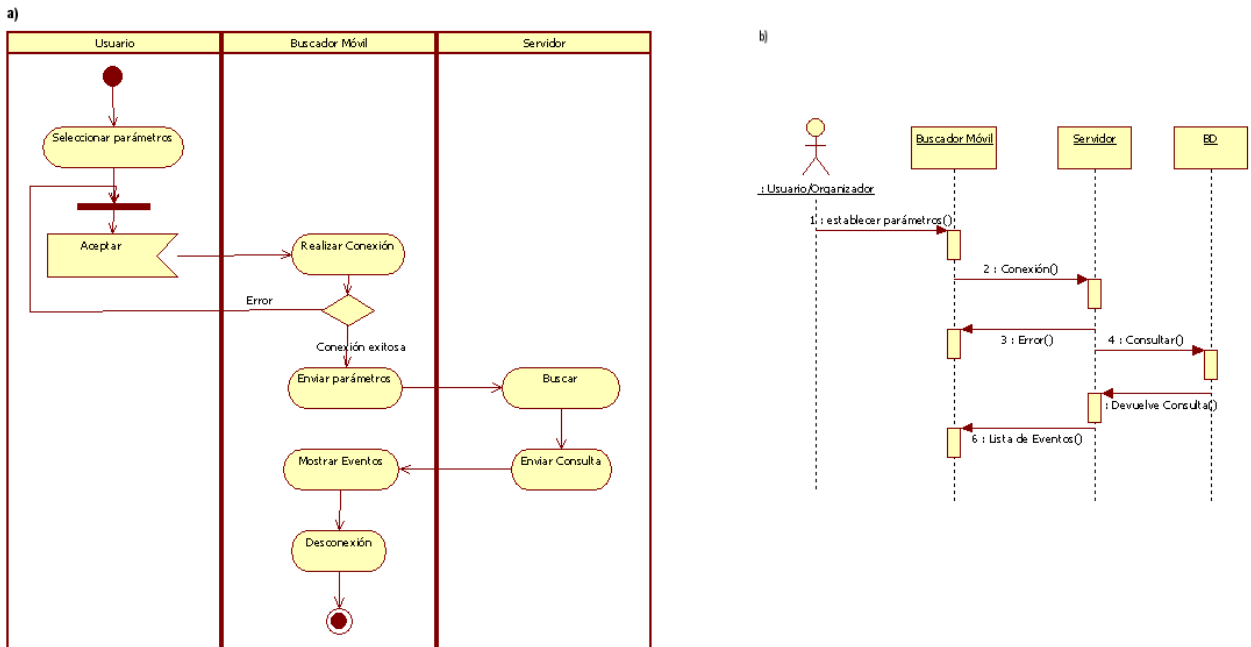 a)
Usuario
Buscador Móvil
Servidor
Seleccionar parámetros
Aceptar
Realizar Conexión
Error
Conexión exitosa
Enviar parámetros
Buscar
Mostrar Eventos
Enviar Consulta
Desconexión
b)
: Usuario/Organizador
Buscador Móvil
Servidor
BD
1 : establecer parámetros()
2 : Conexión()
3 : Error()
4 : Consultar()
: Devuelve Consulta()
6 : Lista de Eventos()